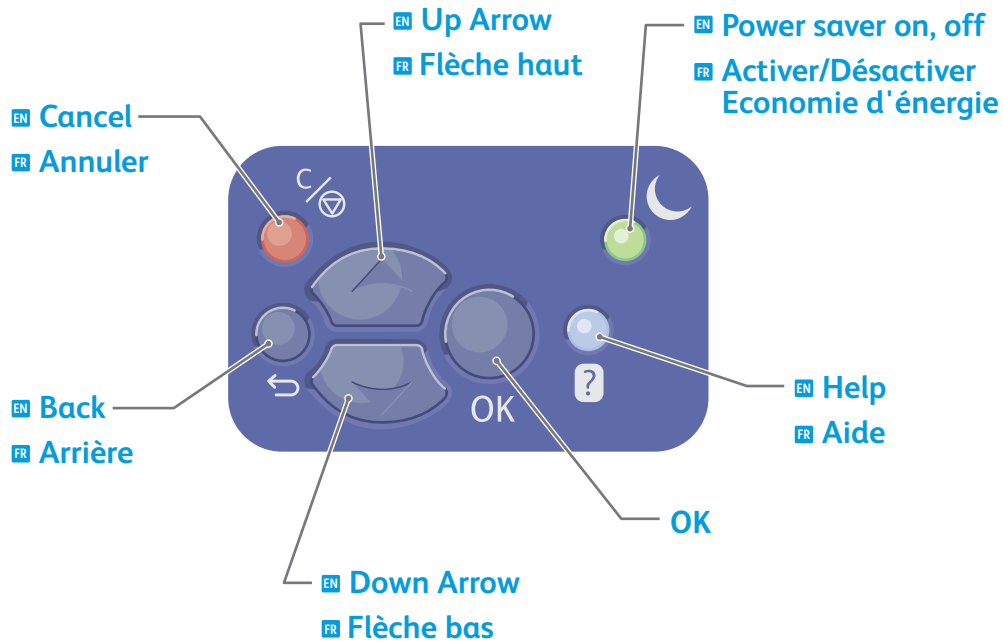 EN Up Arrow
FR Flèche haut
EN Power saver on, off
FR Activer/Désactiver
Economie d'énergie
EN Cancel
FR Annuler
C/
?
OK
EN Back
FR Arrière
EN Help
FR Aide
OK
EN Down Arrow
FR Flèche bas